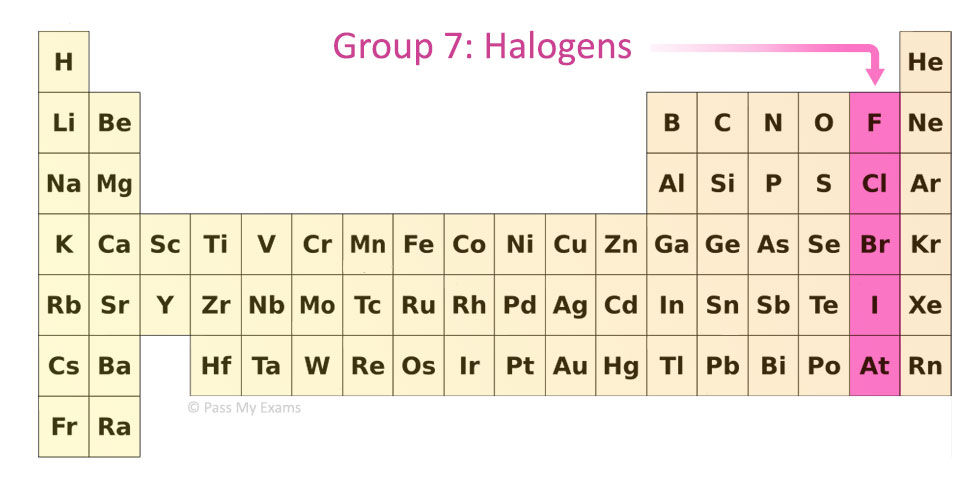 Group 7: Halogens
H He
Li Be B C N O F Ne
Na Mg Al Si P S Cl Ar
K Ca Sc Ti V Cr Mn Fe Co Ni Cu Zn Ga Ge As Se Br Kr
Rb Sr Y Zr Nb Mo Tc Ru Rh Pd Ag Cd In Sn Sb Te I Xe
Cs Ba Hf Ta W Re Os Ir Pt Au Hg Tl Pb Bi Po At Rn
© Pass My Exams
Fr Ra